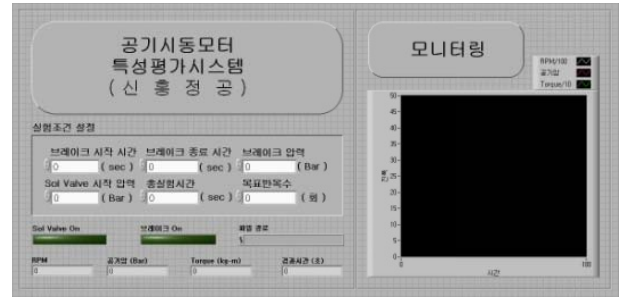 공기시동모터
특성평가시스템
(신 흥 정 공)
실험조건 설정
브레이크 시작 시간 브레이크 종료 시간 브레이크 압력
0 ( sec ) 0 ( sec ) 0 ( Bar )
Sol Valve 시작 압력 총실험시간 목표반복수
0 ( Bar ) 0 ( sec ) 0 ( 회 )
Sol Valve On 브레이크 On 파일 경로
RPM 공기압 (Bar) Torque (kg-m) 경과시간 (초)
0 0 0 0
모니터링
RPM/100
공기압
Torque/10
50
45
40
35
30
25
20
15
10
5
0
진폭
0 100
시간